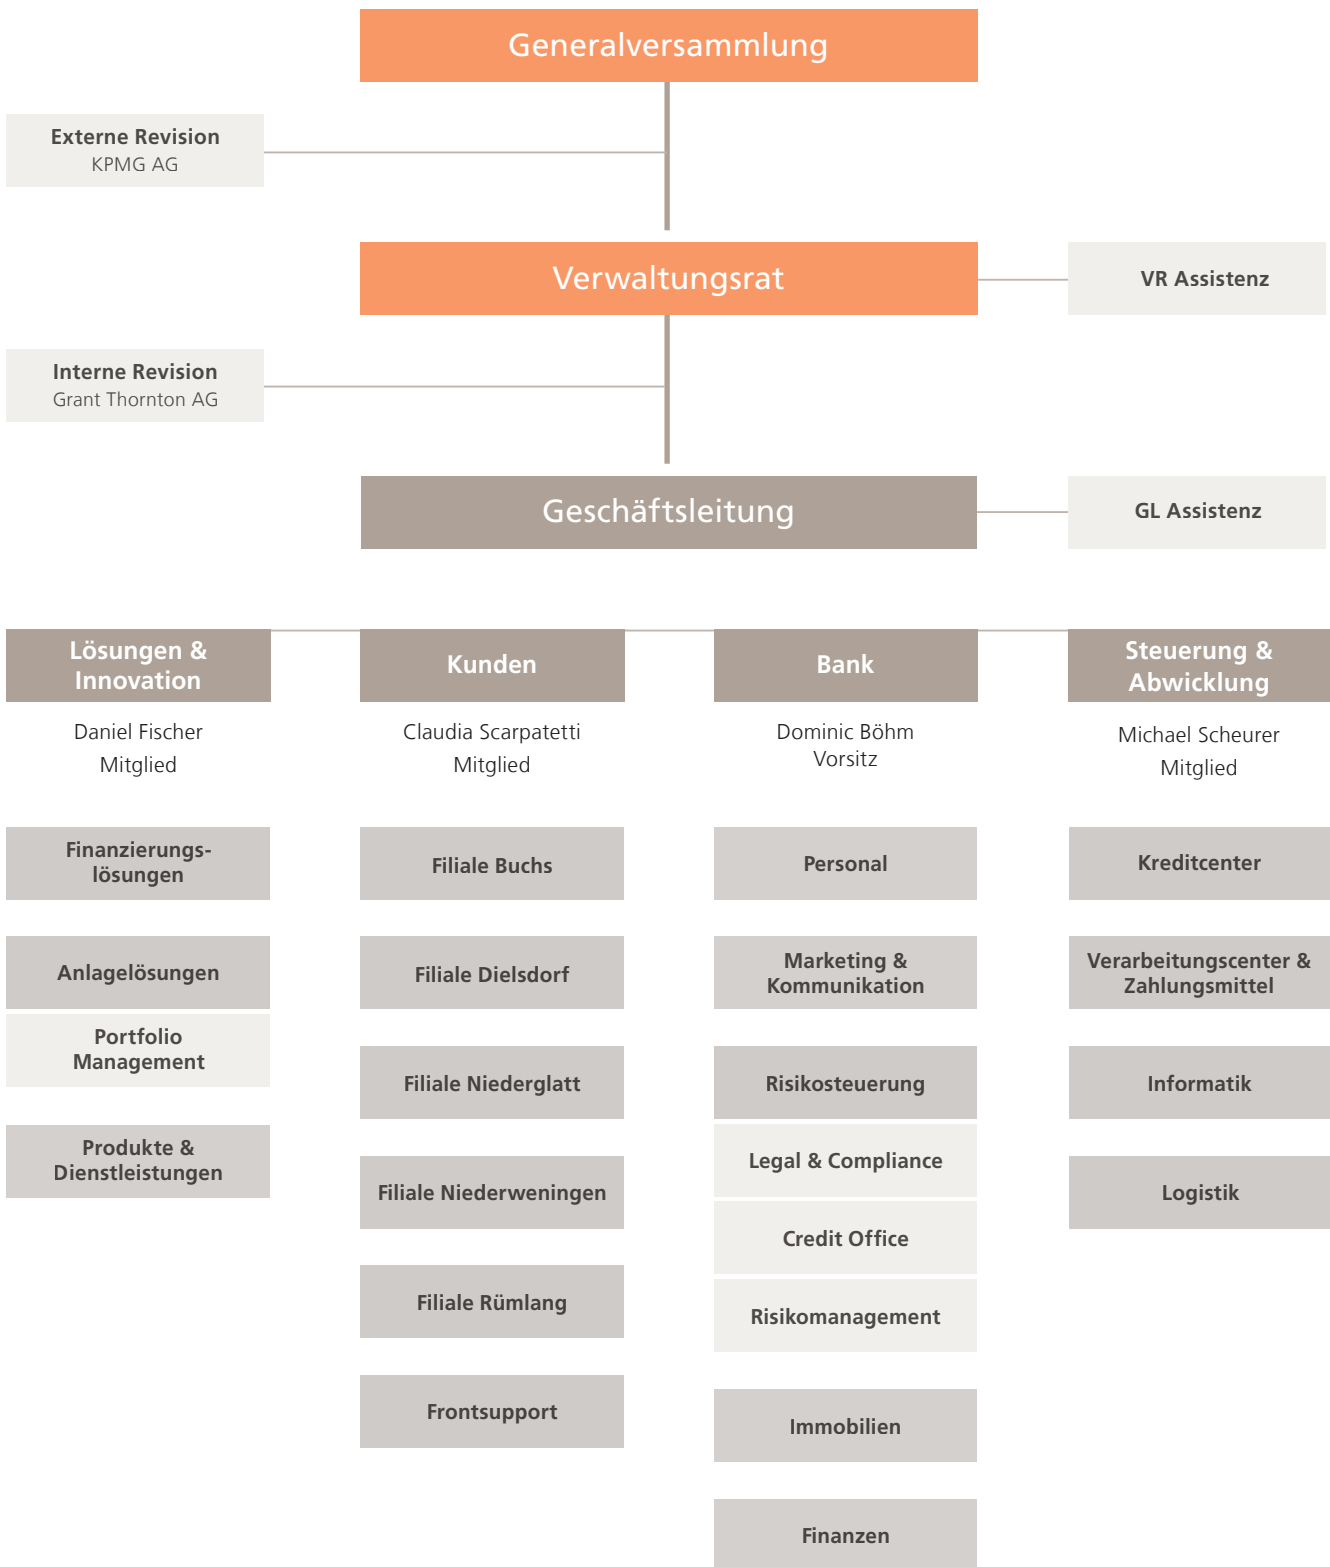 Generalversammlung
Externe Revision
KPMG AG
Verwaltungsrat
VR Assistenz
Interne Revision
Grant Thornton AG
Geschäftsleitung
GL Assistenz
Lösungen &
Innovation
Daniel Fischer
Mitglied
Finanzierungs-
lösungen
Anlagelösungen
Portfolio
Management
Produkte &
Dienstleistungen
Kunden
Claudia Scarpatetti
Mitglied
Filiale Buchs
Filiale Dielsdorf
Filiale Niederglatt
Filiale Niederweningen
Filiale Rümlang
Frontsupport
Bank
Dominic Böhm
Vorsitz
Personal
Marketing &
Kommunikation
Risikosteuerung
Legal & Compliance
Credit Office
Risikomanagement
Immobilien
Finanzen
Steuerung &
Abwicklung
Michael Scheurer
Mitglied
Kreditcenter
Verarbeitungscenter &
Zahlungsmittel
Informatik
Logistik